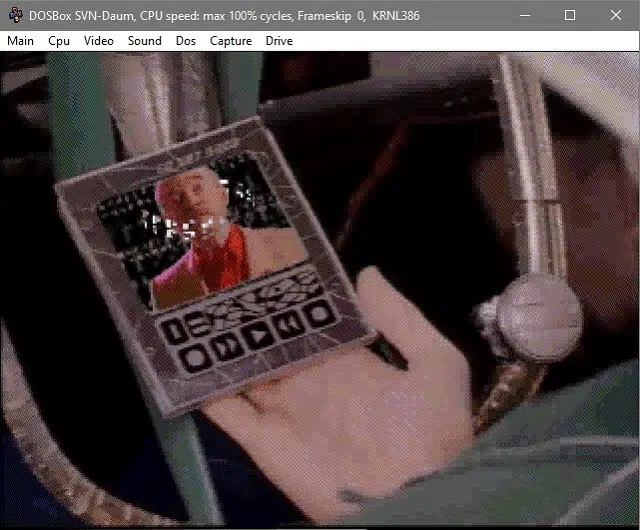 DOSBox SVN-Daum, CPU speed: max 100% cycles, Frameskip 0, KRNL386
Main Cpu Video Sound Dos Capture Drive